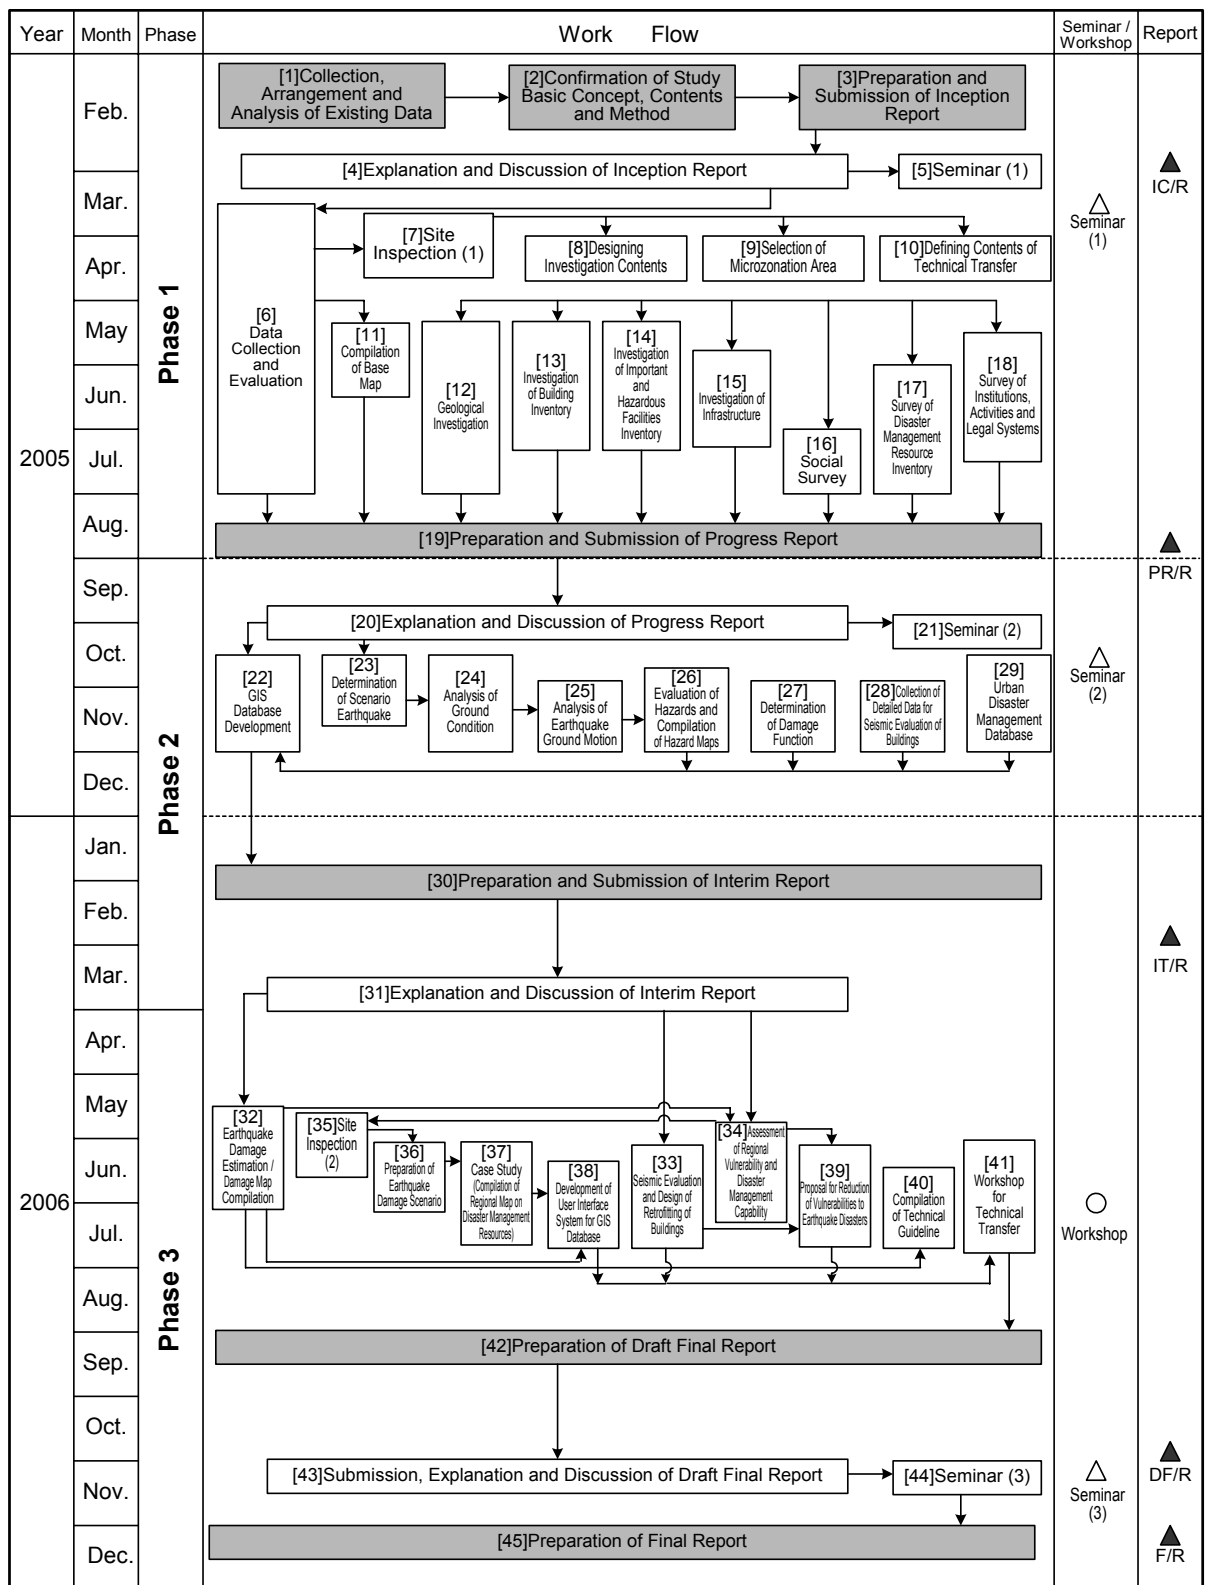 Year
Month
Phase
Work Flow
Seminar /
Workshop
Report
2005
Feb.
Mar.
Apr.
May
Jun.
Jul.
Aug.
Sep.
Oct.
Nov.
Dec.
2006
Jan.
Feb.
Mar.
Apr.
May
Jun.
Jul.
Aug.
Sep.
Oct.
Nov.
Dec.
Phase 1
Phase 2
Phase 3
[1]Collection,
Arrangement and
Analysis of Existing Data
[2]Confirmation of Study
Basic Concept, Contents
and Method
[3]Preparation and
Submission of Inception
Report
[4]Explanation and Discussion of Inception Report
[5]Seminar (1)
[6]
Data
Collection
and
Evaluation
[7]Site
Inspection (1)
[8]Designing
Investigation Contents
[9]Selection of
Microzonation Area
[10]Defining Contents of
Technical Transfer
[11]
Compilation
of Base
Map
[12]
Geological
Investigation
[13]
Investigation
of Building
Inventory
[14]
Investigation
of Important
and
Hazardous
Facilities
Inventory
[15]
Investigation of
Infrastructure
[16]
Social
Survey
[17]
Survey of
Disaster
Management
Resource
Inventory
[18]
Survey of
Institutions,
Activities and
Legal Systems
[19]Preparation and Submission of Progress Report
[20]Explanation and Discussion of Progress Report
[21]Seminar (2)
[22]
GIS
Database
Development
[23]
Determination
of Scenario
Earthquake
[24]
Analysis of
Ground
Condition
[25]
Analysis of
Earthquake
Ground Motion
[26]
Evaluation of
Hazards and
Compilation
of Hazard Maps
[27]
Determination
of Damage
Function
[28]Collection of
Detailed Data for
Seismic Evaluation of
Buildings
[29]
Urban
Disaster
Management
Database
[30]Preparation and Submission of Interim Report
[31]Explanation and Discussion of Interim Report
[32]
Earthquake
Damage
Estimation /
Damage Map
Compilation
[35]Site
Inspection
(2)
[36]
Preparation of
Earthquake
Damage Scenario
[37]
Case Study
(Compilation of
Regional Map on
Disaster Management
Resources)
[38]
Development of
User Interface
System for GIS
Database
[33]
Seismic Evaluation
and Design of
Retrofitting of
Buildings
[34]Assessment
of Regional
Vulnerability and
Disaster
Management
Capability
[39]
Proposal for Reduction
of Vulnerabilities to
Earthquake Disasters
[40]
Compilation
of Technical
Guideline
[41]
Workshop
for
Technical
Transfer
[42]Preparation of Draft Final Report
[43]Submission, Explanation and Discussion of Draft Final Report
[44]Seminar (3)
[45]Preparation of Final Report
Seminar
(1)
Seminar
(2)
Workshop
Seminar
(3)
IC/R
PR/R
IT/R
DF/R
F/R